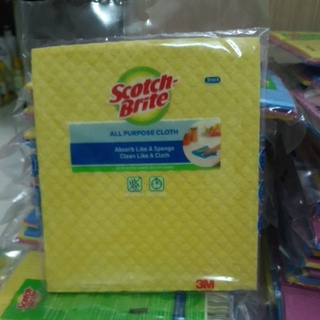 Scotch-
Brite
ALL PURPOSE CLOTH
Absorb Like A Sponge
Clean Like A Cloth
3M